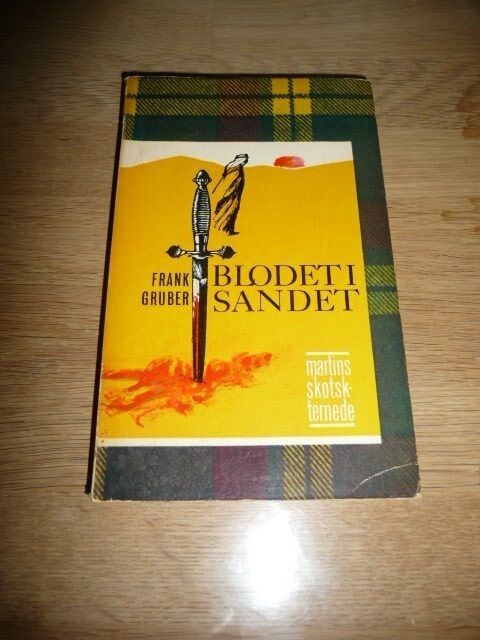 FRANK
GRUBER
BLODET I
SANDET
martins
skotsk-
ternede